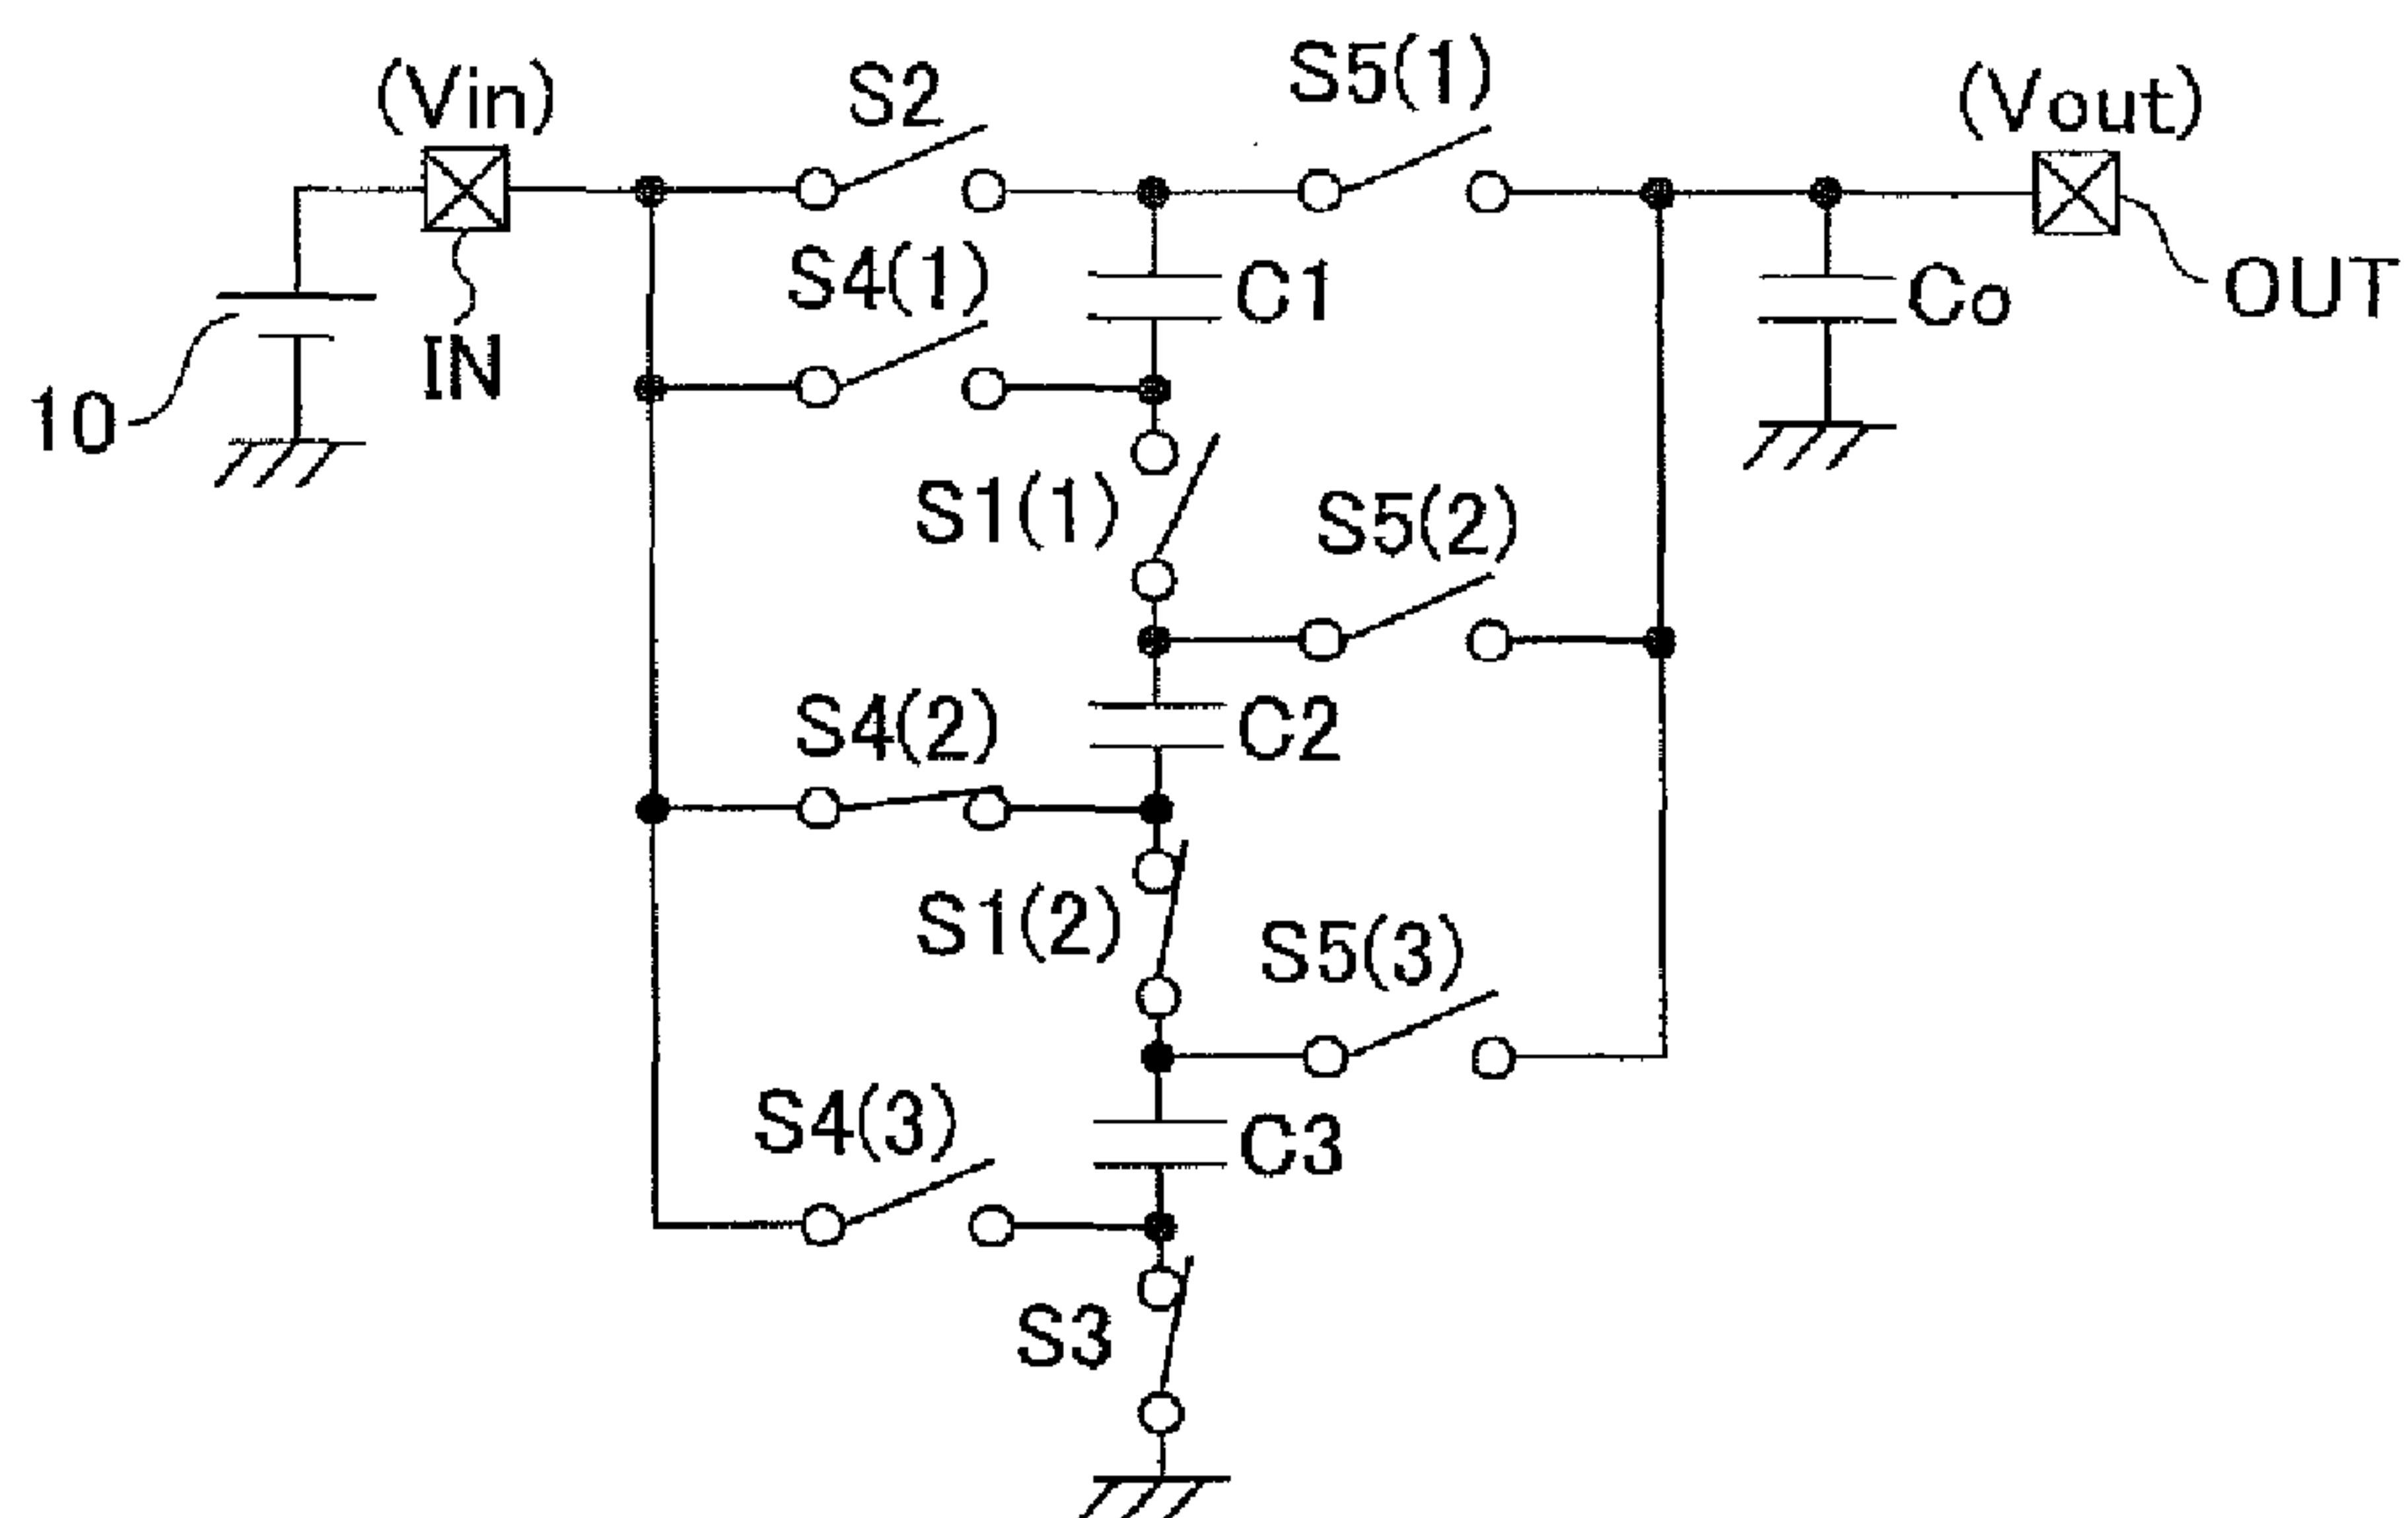 (Vin)
S2
S5(1)
(Vout)
S4(1)
C1
Co
OUT
IN
10
S1(1)
S5(2)
S4(2)
C2
S1(2)
S5(3)
S4(3)
C3
S3